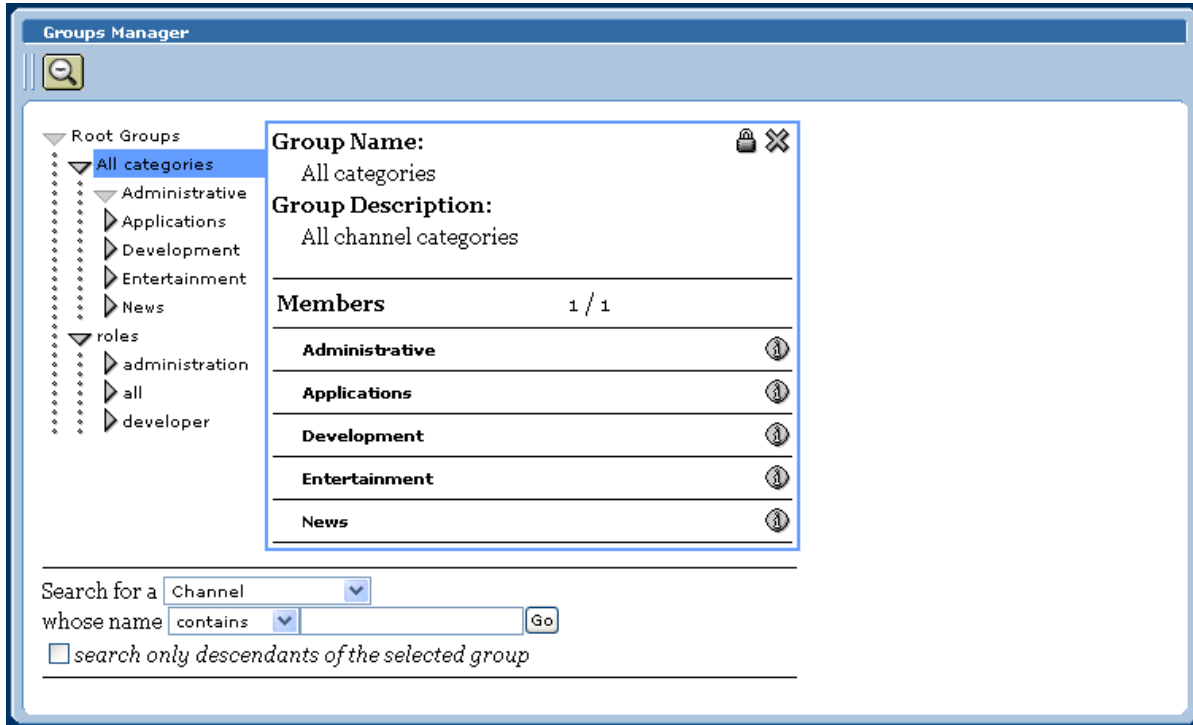 Groups Manager
Root Groups
All categories
Administrative
Applications
Development
Entertainment
News
roles
administration
all
developer
Group Name:
All categories
Group Description:
All channel categories
Members 1 / 1
Administrative
Applications
Development
Entertainment
News
Search for a Channel
whose name contains Go
search only descendants of the selected group